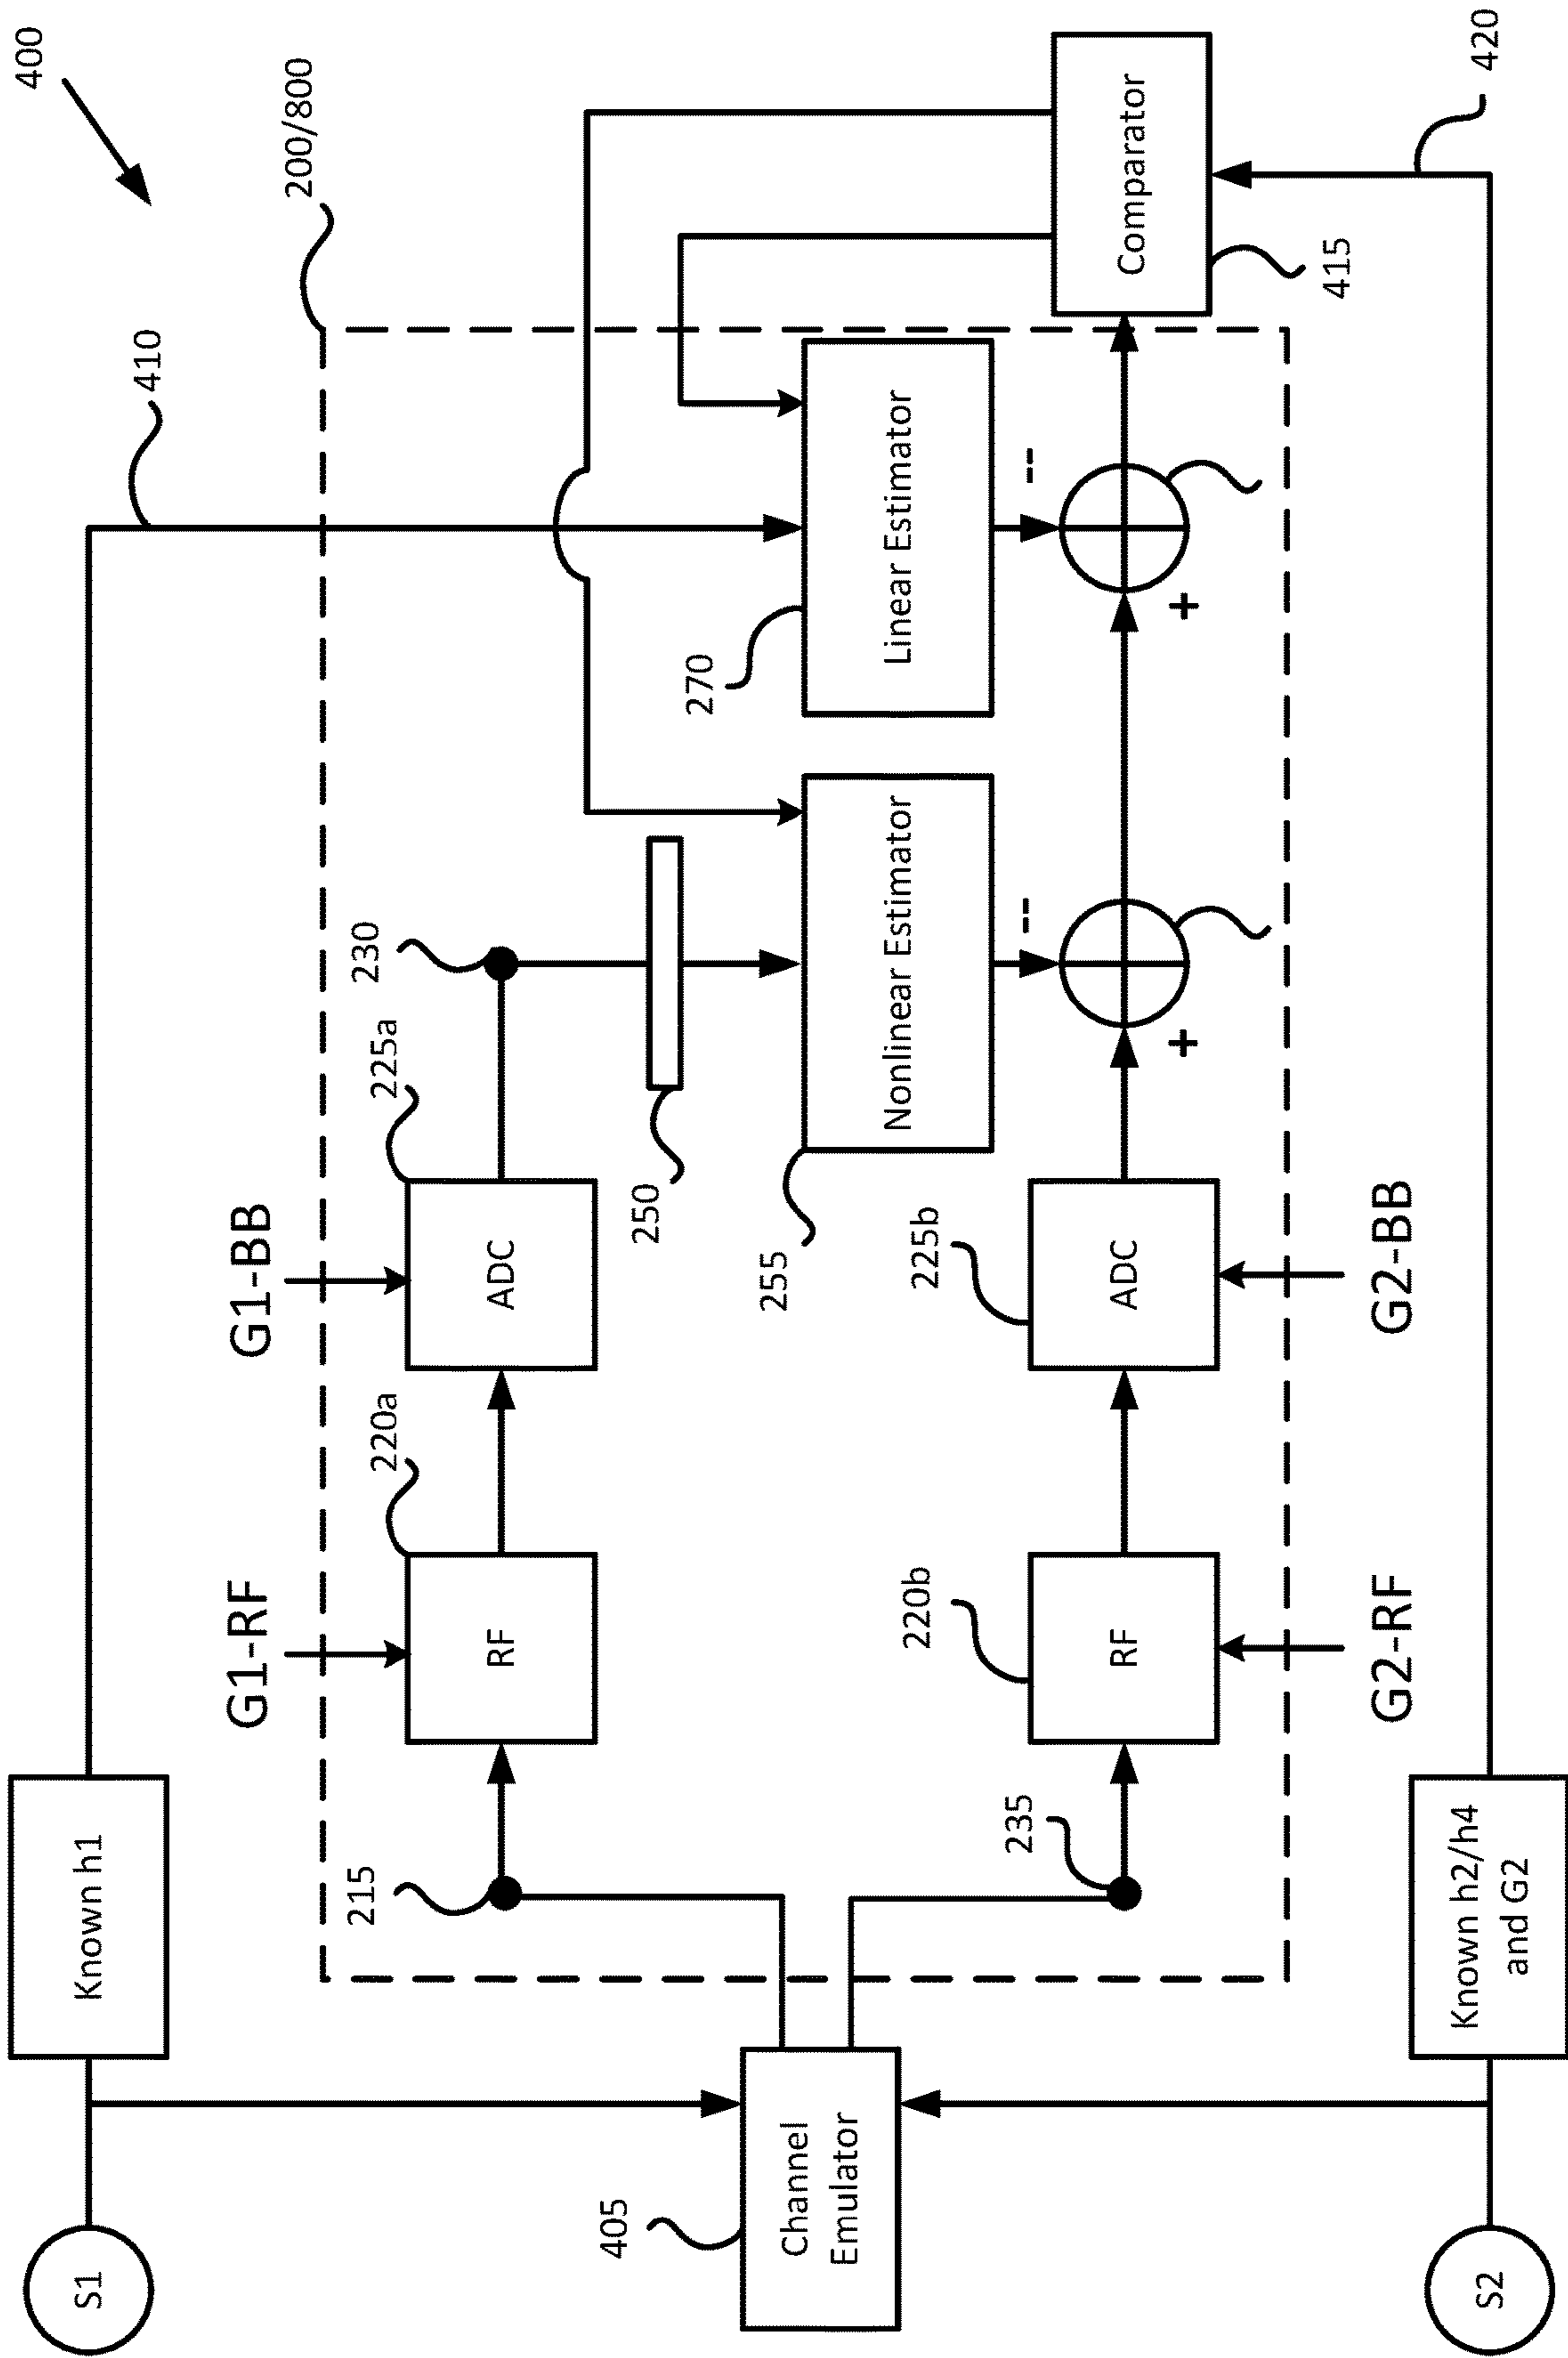 400
200/800
410
S1
Known h1
G1-RF
G1-BB
215
220a
225a
230
RF
ADC
250
270
405
Channel
Emulator
255
Nonlinear Estimator
Linear Estimator
--
--
235
220b
225b
RF
ADC
+
+
Comparator
415
G2-RF
G2-BB
S2
Known h2/h4
and G2
420